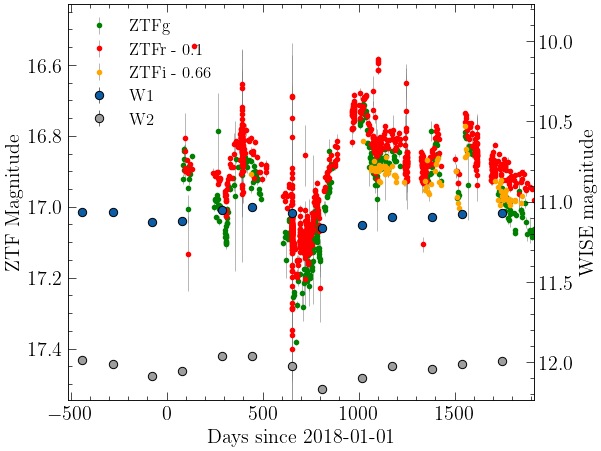 ZTFg
ZTFr - 0.1
ZTFi - 0.66
W1
W2
16.6
16.8
17.0
17.2
17.4
ZTF Magnitude
10.0
10.5
11.0
11.5
12.0
WISE magnitude
−500 0 500 1000 1500
Days since 2018-01-01